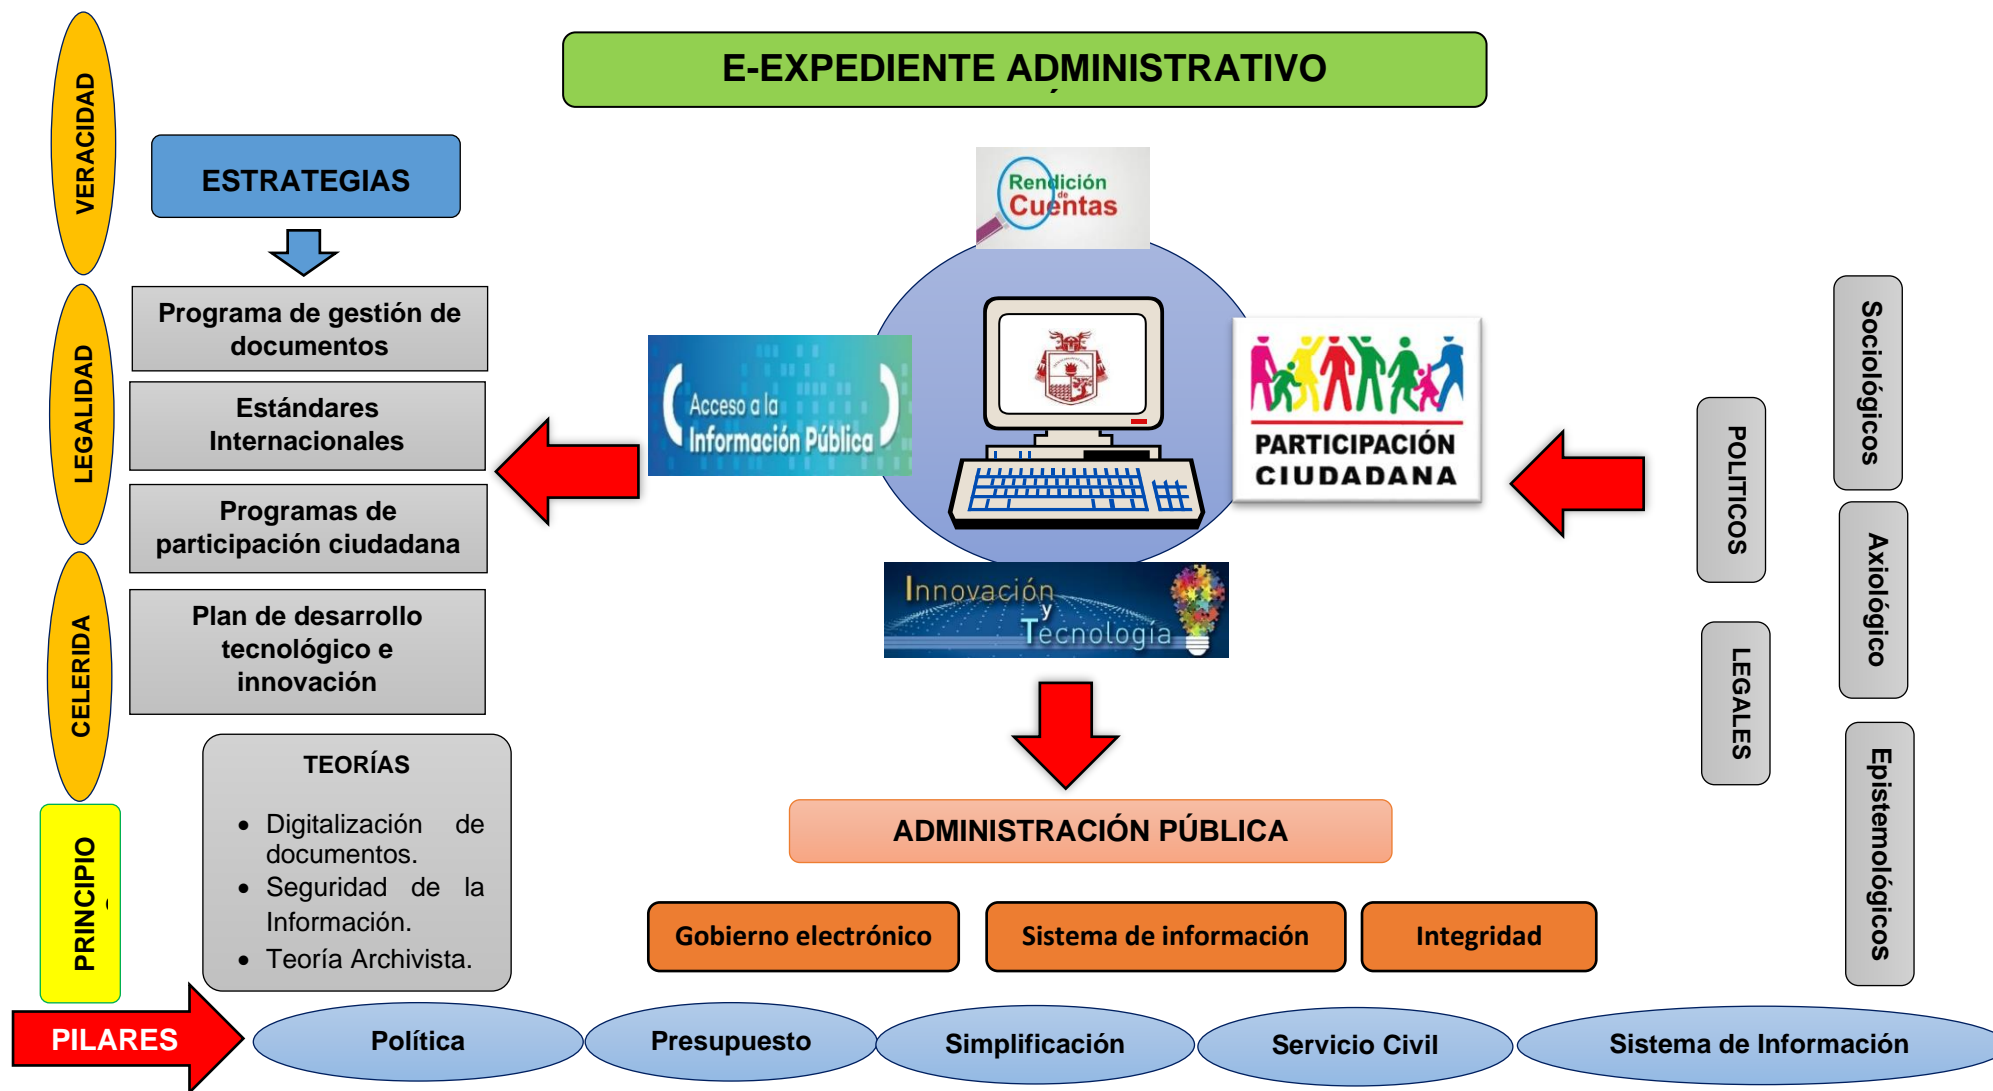 E-EXPEDIENTE ADMINISTRATIVO
VERACIDAD
LEGALIDAD
CELERIDA
PRINCIPIO
ESTRATEGIAS
Programa de gestión de
documentos
Estándares
Internacionales
Programas de
participación ciudadana
Plan de desarrollo
tecnológico e
innovación
TEORÍAS
• Digitalización de
documentos.
• Seguridad de la
Información.
• Teoría Archivista.
Rendición
de
Cuentas
Acceso a la
Información Pública
PARTICIPACIÓN
CIUDADANA
Innovación
y
Tecnología
ADMINISTRACIÓN PÚBLICA
Gobierno electrónico
Sistema de información
Integridad
POLITICOS
LEGALES
Sociológicos
Axiológico
Epistemológicos
PILARES
Política
Presupuesto
Simplificación
Servicio Civil
Sistema de Información